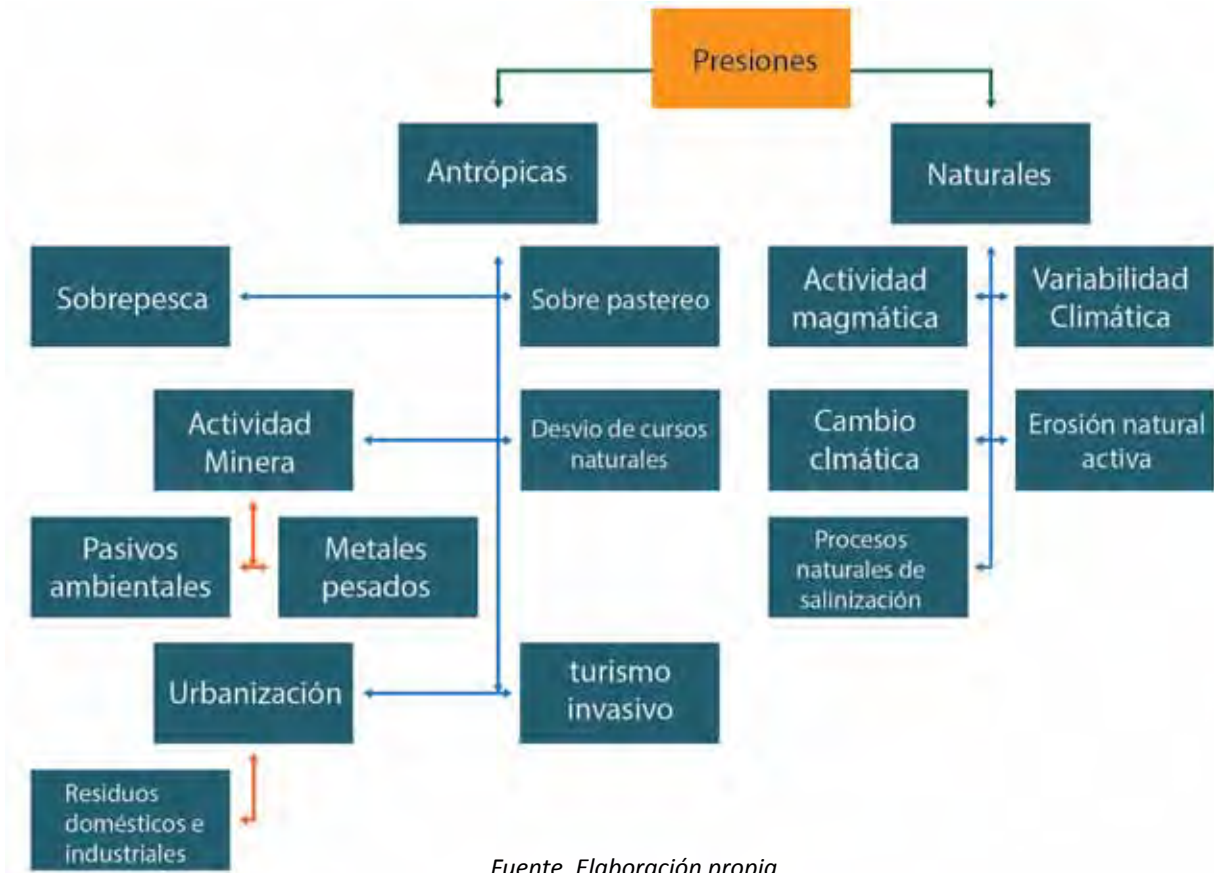 Presiones
Antrópicas
Naturales
Sobrepesca
Sobre pastereo
Actividad
magmática
Variabilidad
Climática
Actividad
Minera
Desvio de cursos
naturales
Cambio
clmática
Erosión natural
activa
Pasivos
ambientales
Metales
pesados
Procesos
naturales de
salinización
Urbanización
turismo
invasivo
Residuos
domésticos e
industriales
Fuente. Elaboración propia